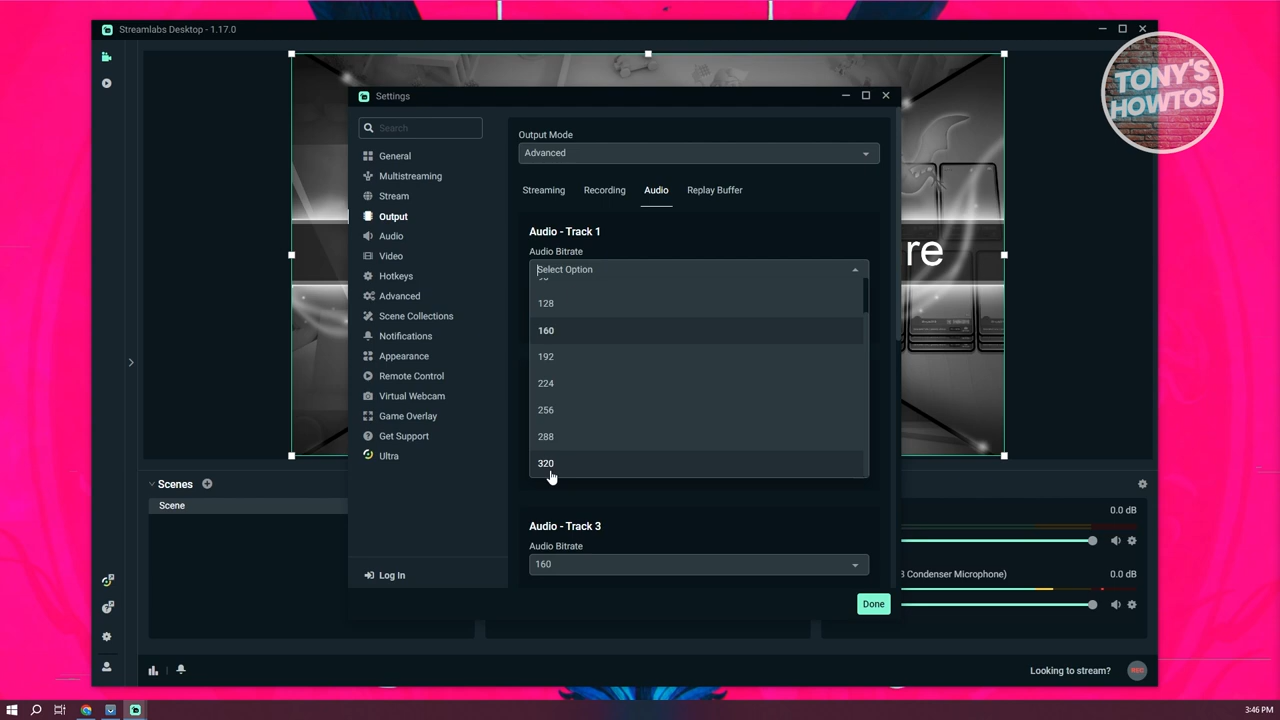 Streamlabs Desktop - 1.17.0
TONY'S
HOWTOS
Settings
Search
General
Multistreaming
Stream
Output
Audio
Video
Hotkeys
Advanced
Scene Collections
Notifications
Appearance
Remote Control
Virtual Webcam
Game Overlay
Get Support
Ultra
Log In
Output Mode
Advanced
Streaming Recording Audio Replay Buffer
Audio - Track 1
Audio Bitrate
Select Option
128
160
192
224
256
288
320
Audio - Track 3
Audio Bitrate
160
Done
re
Scenes
Scene
0.0 dB
Condenser Microphone) 0.0 dB
Looking to stream? REC
3:46 PM